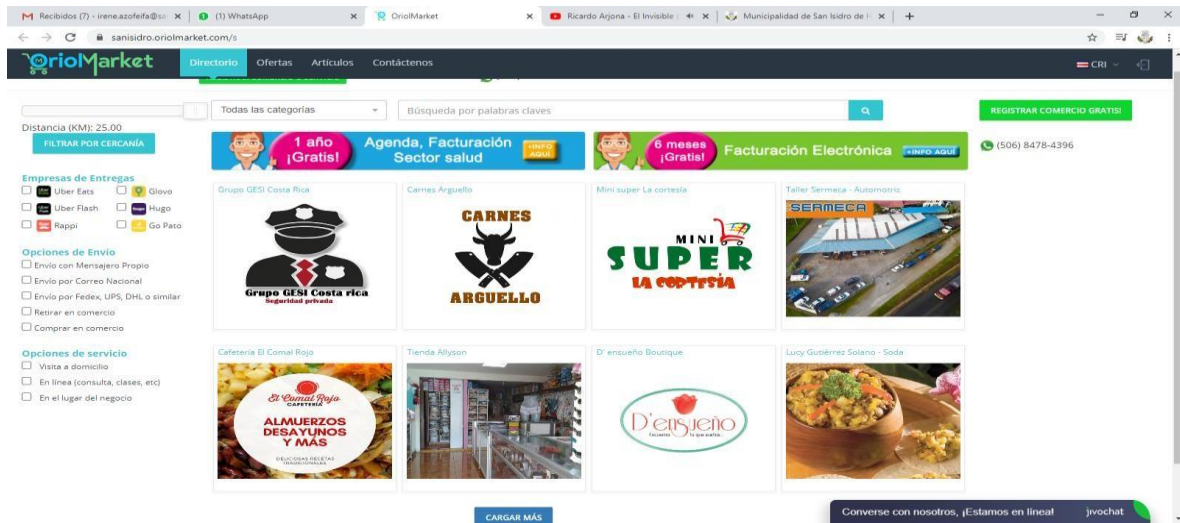 Recibidos (7) - irene.azofeifa@sa
(1) WhatsApp
OriolMarket
Ricardo Arjona - El Invisible (
Municipalidad de San Isidro de H
sanisidro.oriolmarket.com/s
OriolMarket
Directorio
Ofertas
Artículos
Contáctenos
CRI
Distancia (KM): 25.00
FILTRAR POR CERCANÍA
Todas las categorías
Búsqueda por palabras claves
REGISTRAR COMERCIO GRATIS!
(506) 8478-4396
1 año
¡Gratis!
Agenda, Facturación
Sector salud
+INFO
AQUÍ
6 meses
¡Gratis!
Facturación Electrónica
+INFO AQUÍ
Empresas de Entregas
Uber Eats
Glovo
Uber Flash
Hugo
Rappi
Go Pato
Opciones de Envío
Envío con Mensajero Propio
Envío por Correo Nacional
Envío por Fedex, UPS, DHL o similar
Retirar en comercio
Comprar en comercio
Opciones de servicio
Visita a domicilio
En línea (consulta, clases, etc)
En el lugar del negocio
Grupo GESI Costa Rica
Grupo GESI Costa rica
Seguridad privada
Carnes Arguello
CARNES
ARGUELLO
Mini super La cortesía
MINI
SUPER
LA CORTESÍA
Taller Sermeca - Automotriz
SERMECA
Cafetería El Comal Rojo
El Comal Rojo
CAFETERÍA
ALMUERZOS
DESAYUNOS
Y MÁS
DELICIOSAS RECETAS
TRADICIONALES
Tienda Allyson
D' ensueño Boutique
D'ensueño
Lucy Gutiérrez Solano - Soda
CARGAR MÁS
Converse con nosotros, ¡Estamos en línea!
jivochat